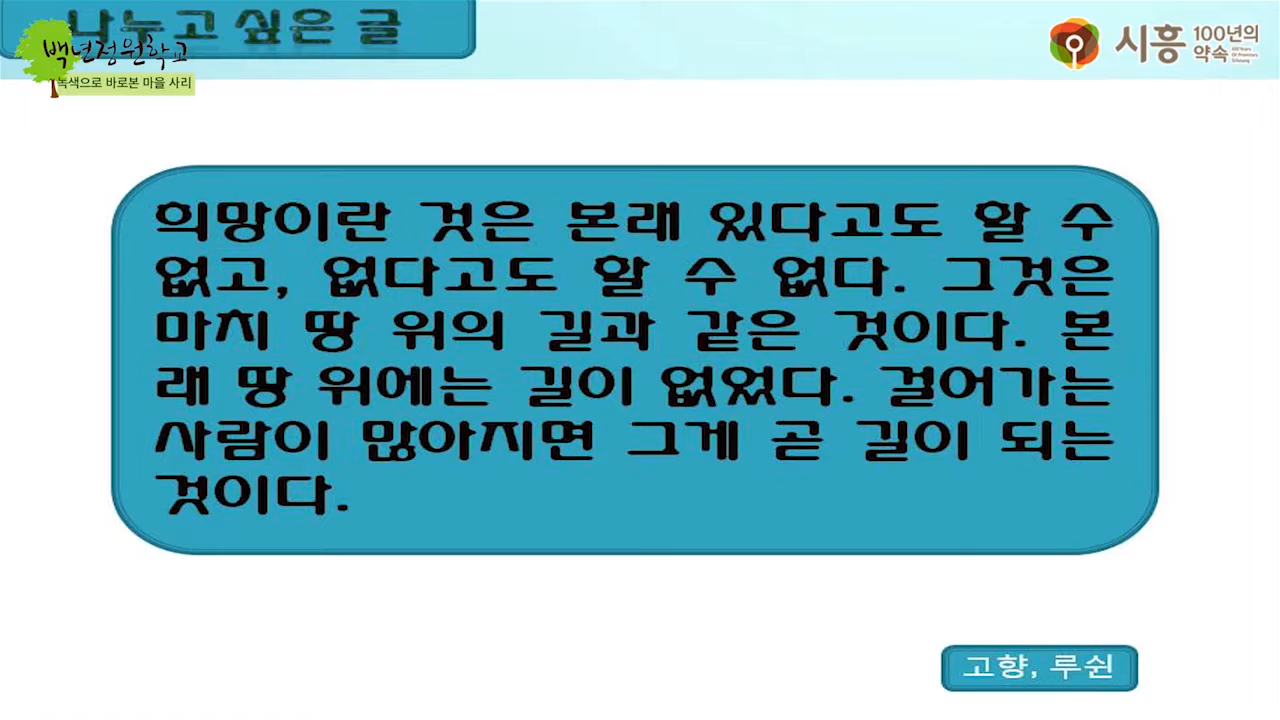 나누고 싶은 글
백년정원학교
녹색으로 바로본 마을 사리
시흥
100년의
약속
100 Years
Of Promises,
Siheung
희망이란 것은 본래 있다고도 할 수
없고, 없다고도 할 수 없다. 그것은
마치 땅 위의 길과 같은 것이다. 본
래 땅 위에는 길이 없었다. 걸어가는
사람이 많아지면 그게 곧 길이 되는
것이다.
고향, 루쉰